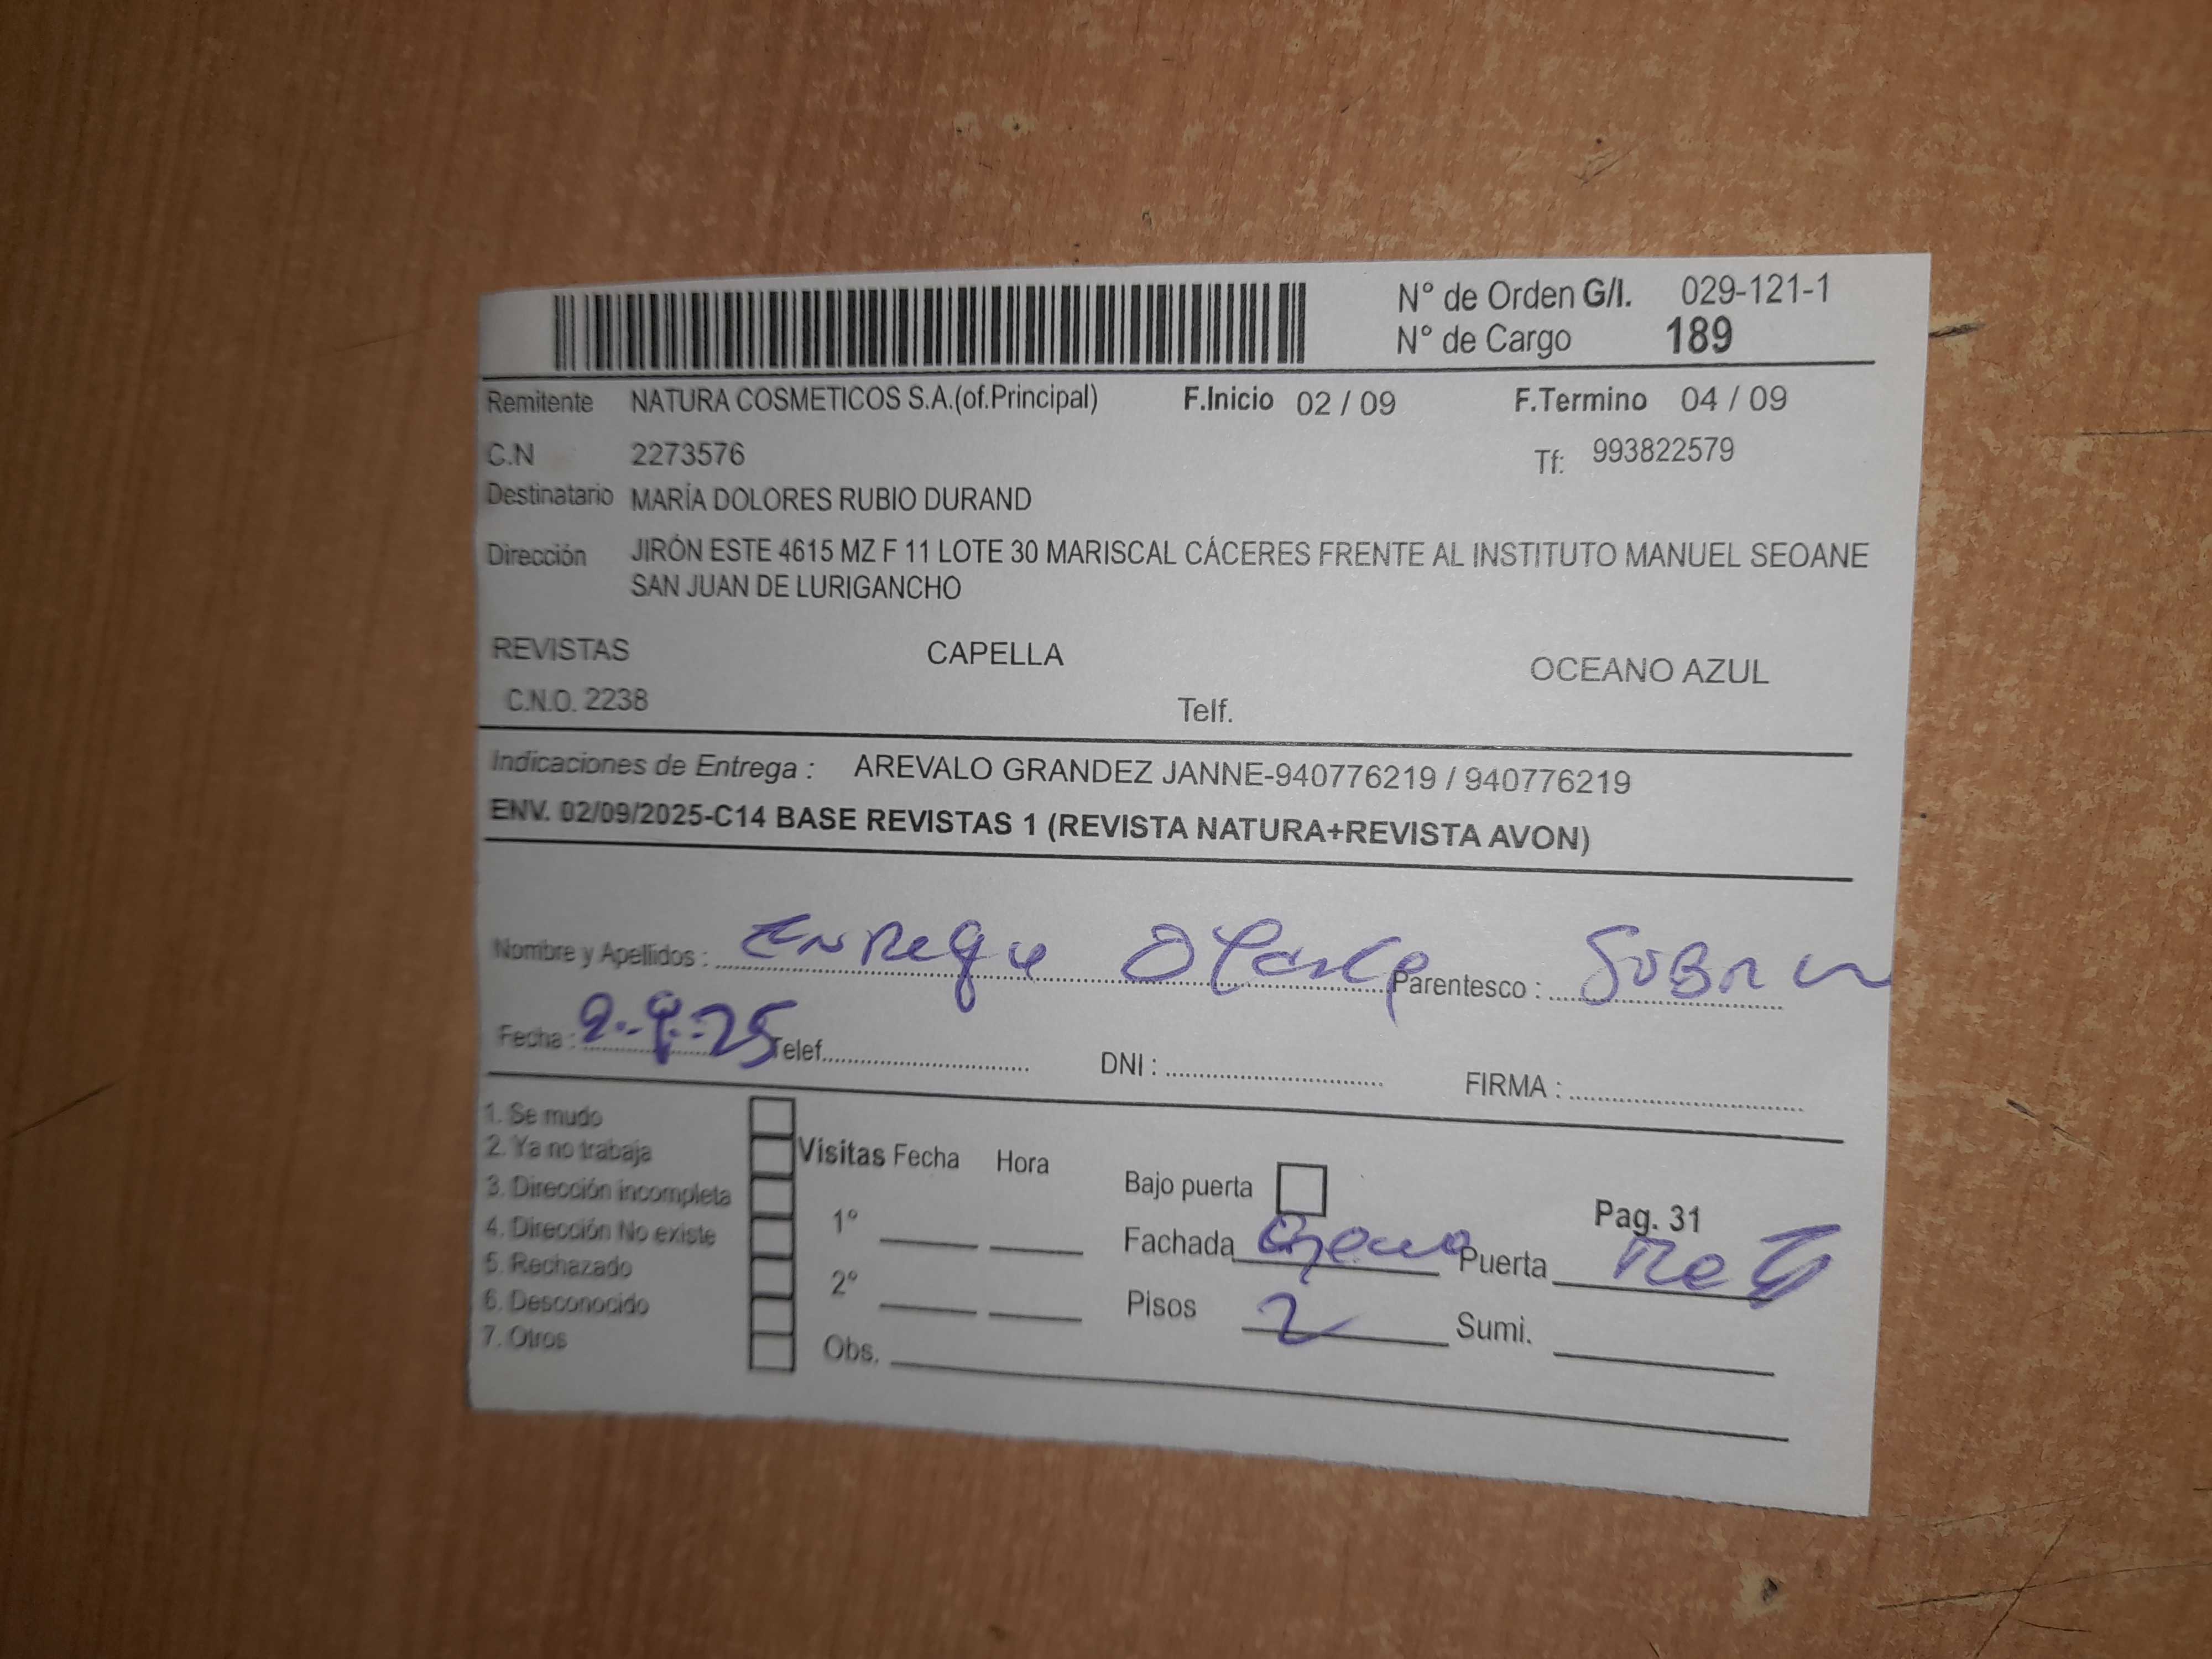 N° de Orden G/I. 029-121-1
N° de Cargo 189
Remitente NATURA COSMETICOS S.A.(of.Principal) F.Inicio 02 / 09 F.Termino 04 / 09
C.N 2273576 Tf: 993822579
Destinatario MARÍA DOLORES RUBIO DURAND
Dirección JIRÓN ESTE 4615 MZ F 11 LOTE 30 MARISCAL CÁCERES FRENTE AL INSTITUTO MANUEL SEOANE
SAN JUAN DE LURIGANCHO
REVISTAS CAPELLA OCEANO AZUL
C.N.O. 2238 Telf.
Indicaciones de Entrega : AREVALO GRANDEZ JANNE-940776219 / 940776219
ENV. 02/09/2025-C14 BASE REVISTAS 1 (REVISTA NATURA+REVISTA AVON)
Nombre y Apellidos : Parentesco :
Fecha : 2-9-25 Telef. DNI : FIRMA :
1. Se mudo
2. Ya no trabaja Visitas Fecha Hora
3. Dirección incompleta Bajo puerta
4. Dirección No existe 1° Fachada Pag. 31
5. Rechazado Puerta
6. Desconocido 2° Pisos 2 Sumi.
7. Otros Obs.